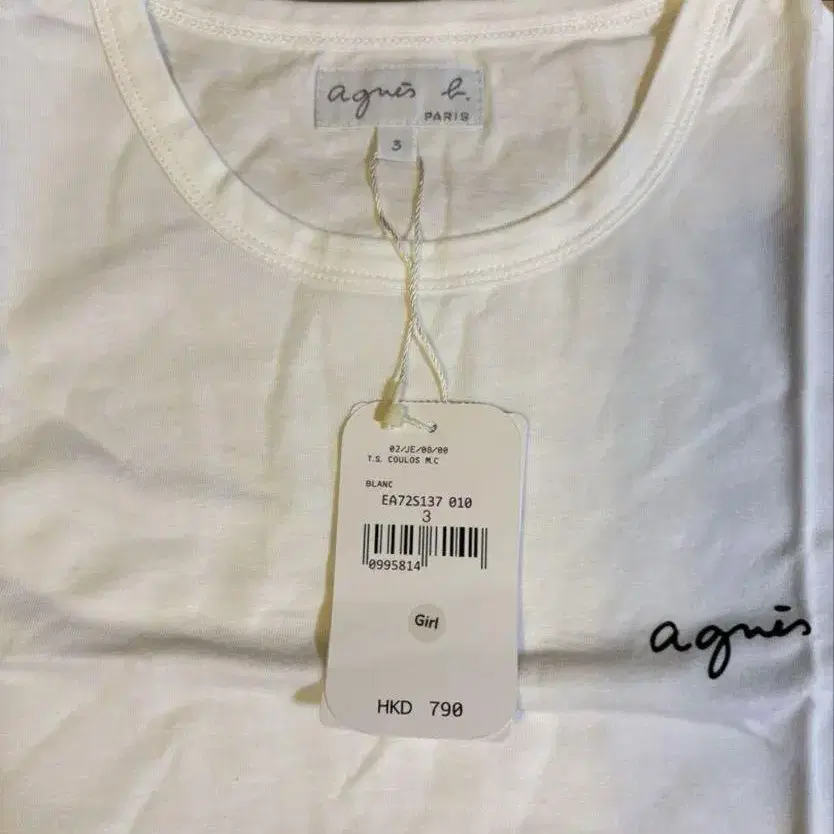 agnès b.
PARIS
3
02/JE/08/00
T.S. COULOS M.C
BLANC
EA72S137 010
3
0995814
Girl
HKD 790
agnès